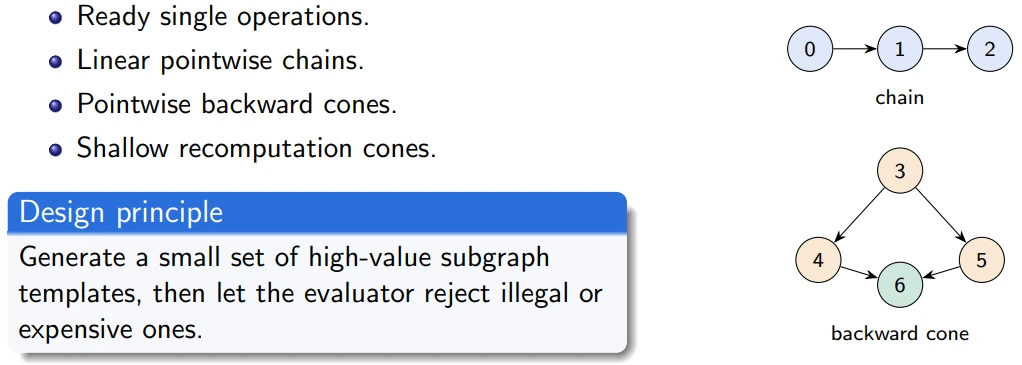 Ready single operations.
Linear pointwise chains.
Pointwise backward cones.
Shallow recomputation cones.
Design principle
Generate a small set of high-value subgraph
templates, then let the evaluator reject illegal or
expensive ones.
0 1 2
chain
3
4 5
6
backward cone